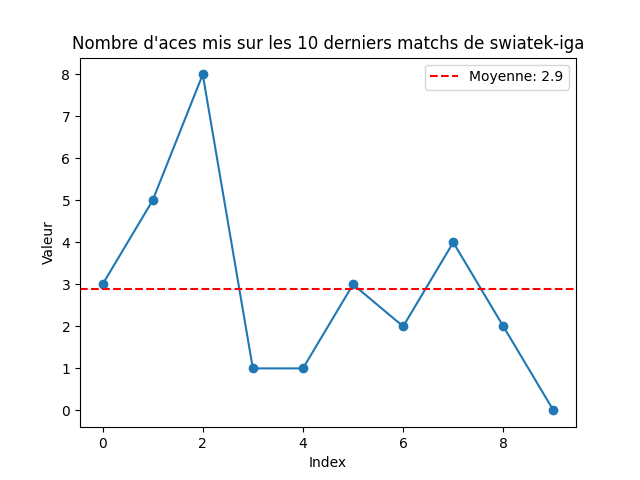 Nombre d'aces mis sur les 10 derniers matchs de swiatek-iga
Moyenne: 2.9
8
7
6
5
4
3
2
1
0
Valeur
0 2 4 6 8
Index